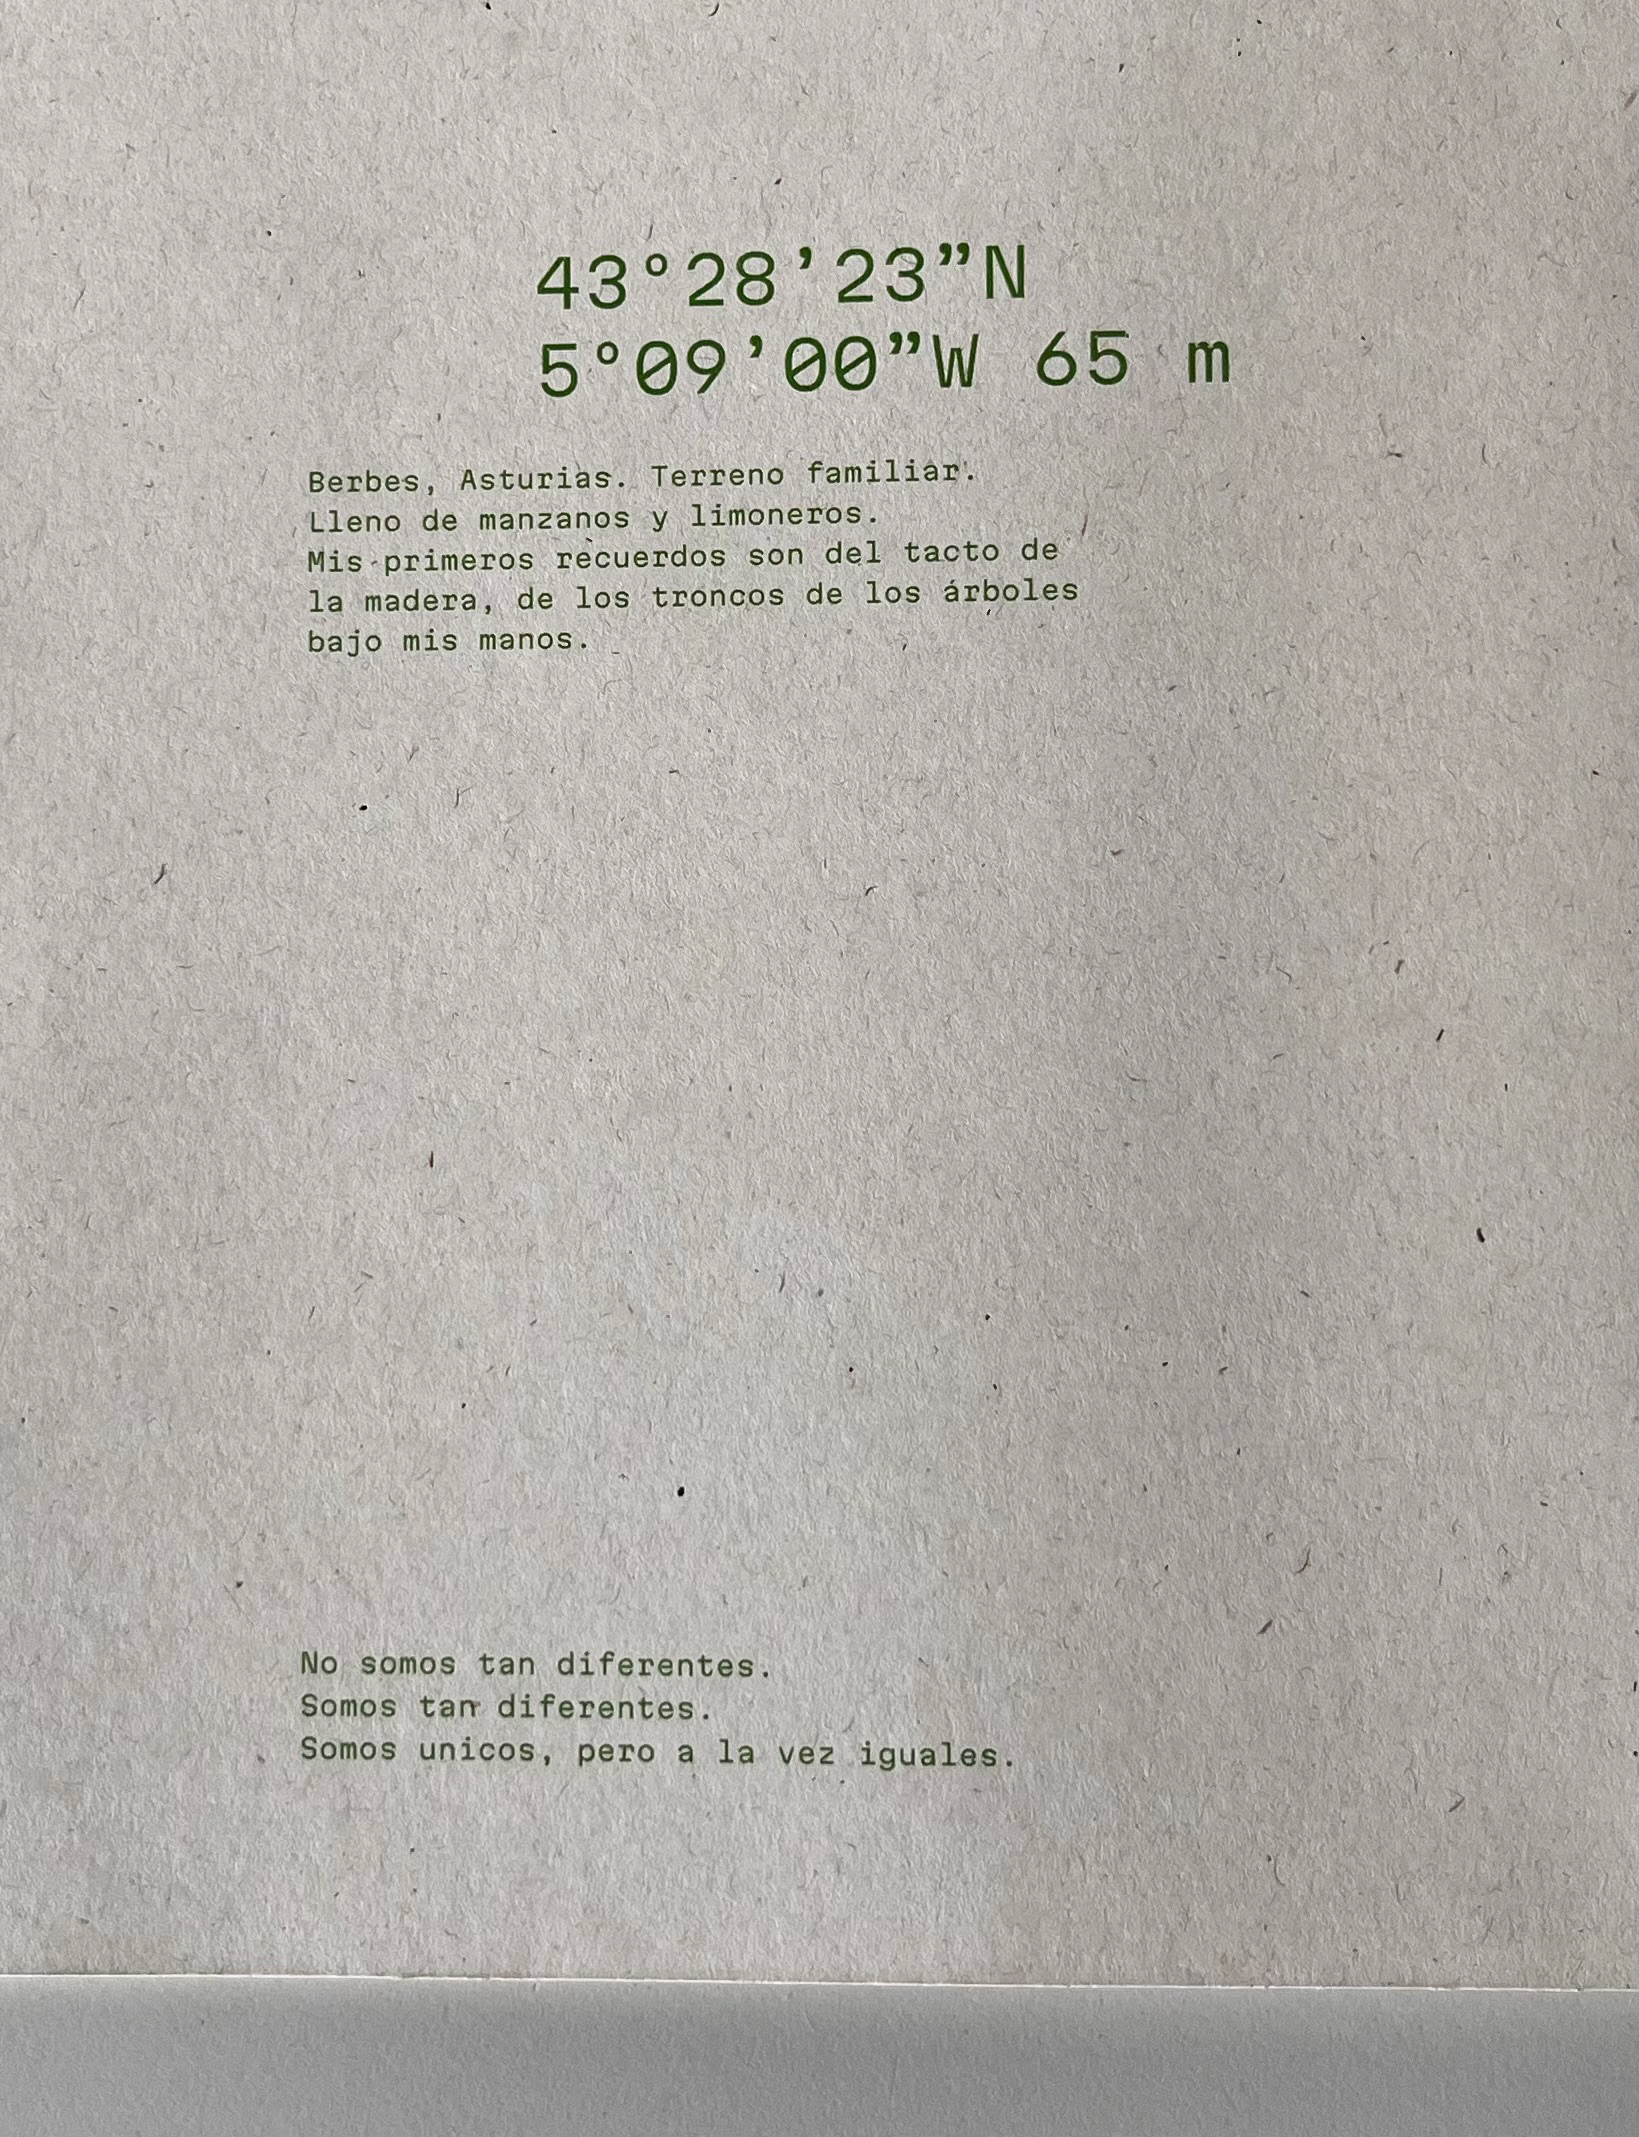 43°28’23”N
5°09’00”W 65 m
Berbes, Asturias. Terreno familiar.
Lleno de manzanos y limoneros.
Mis primeros recuerdos son del tacto de
la madera, de los troncos de los árboles
bajo mis manos.
No somos tan diferentes.
Somos tan diferentes.
Somos unicos, pero a la vez iguales.